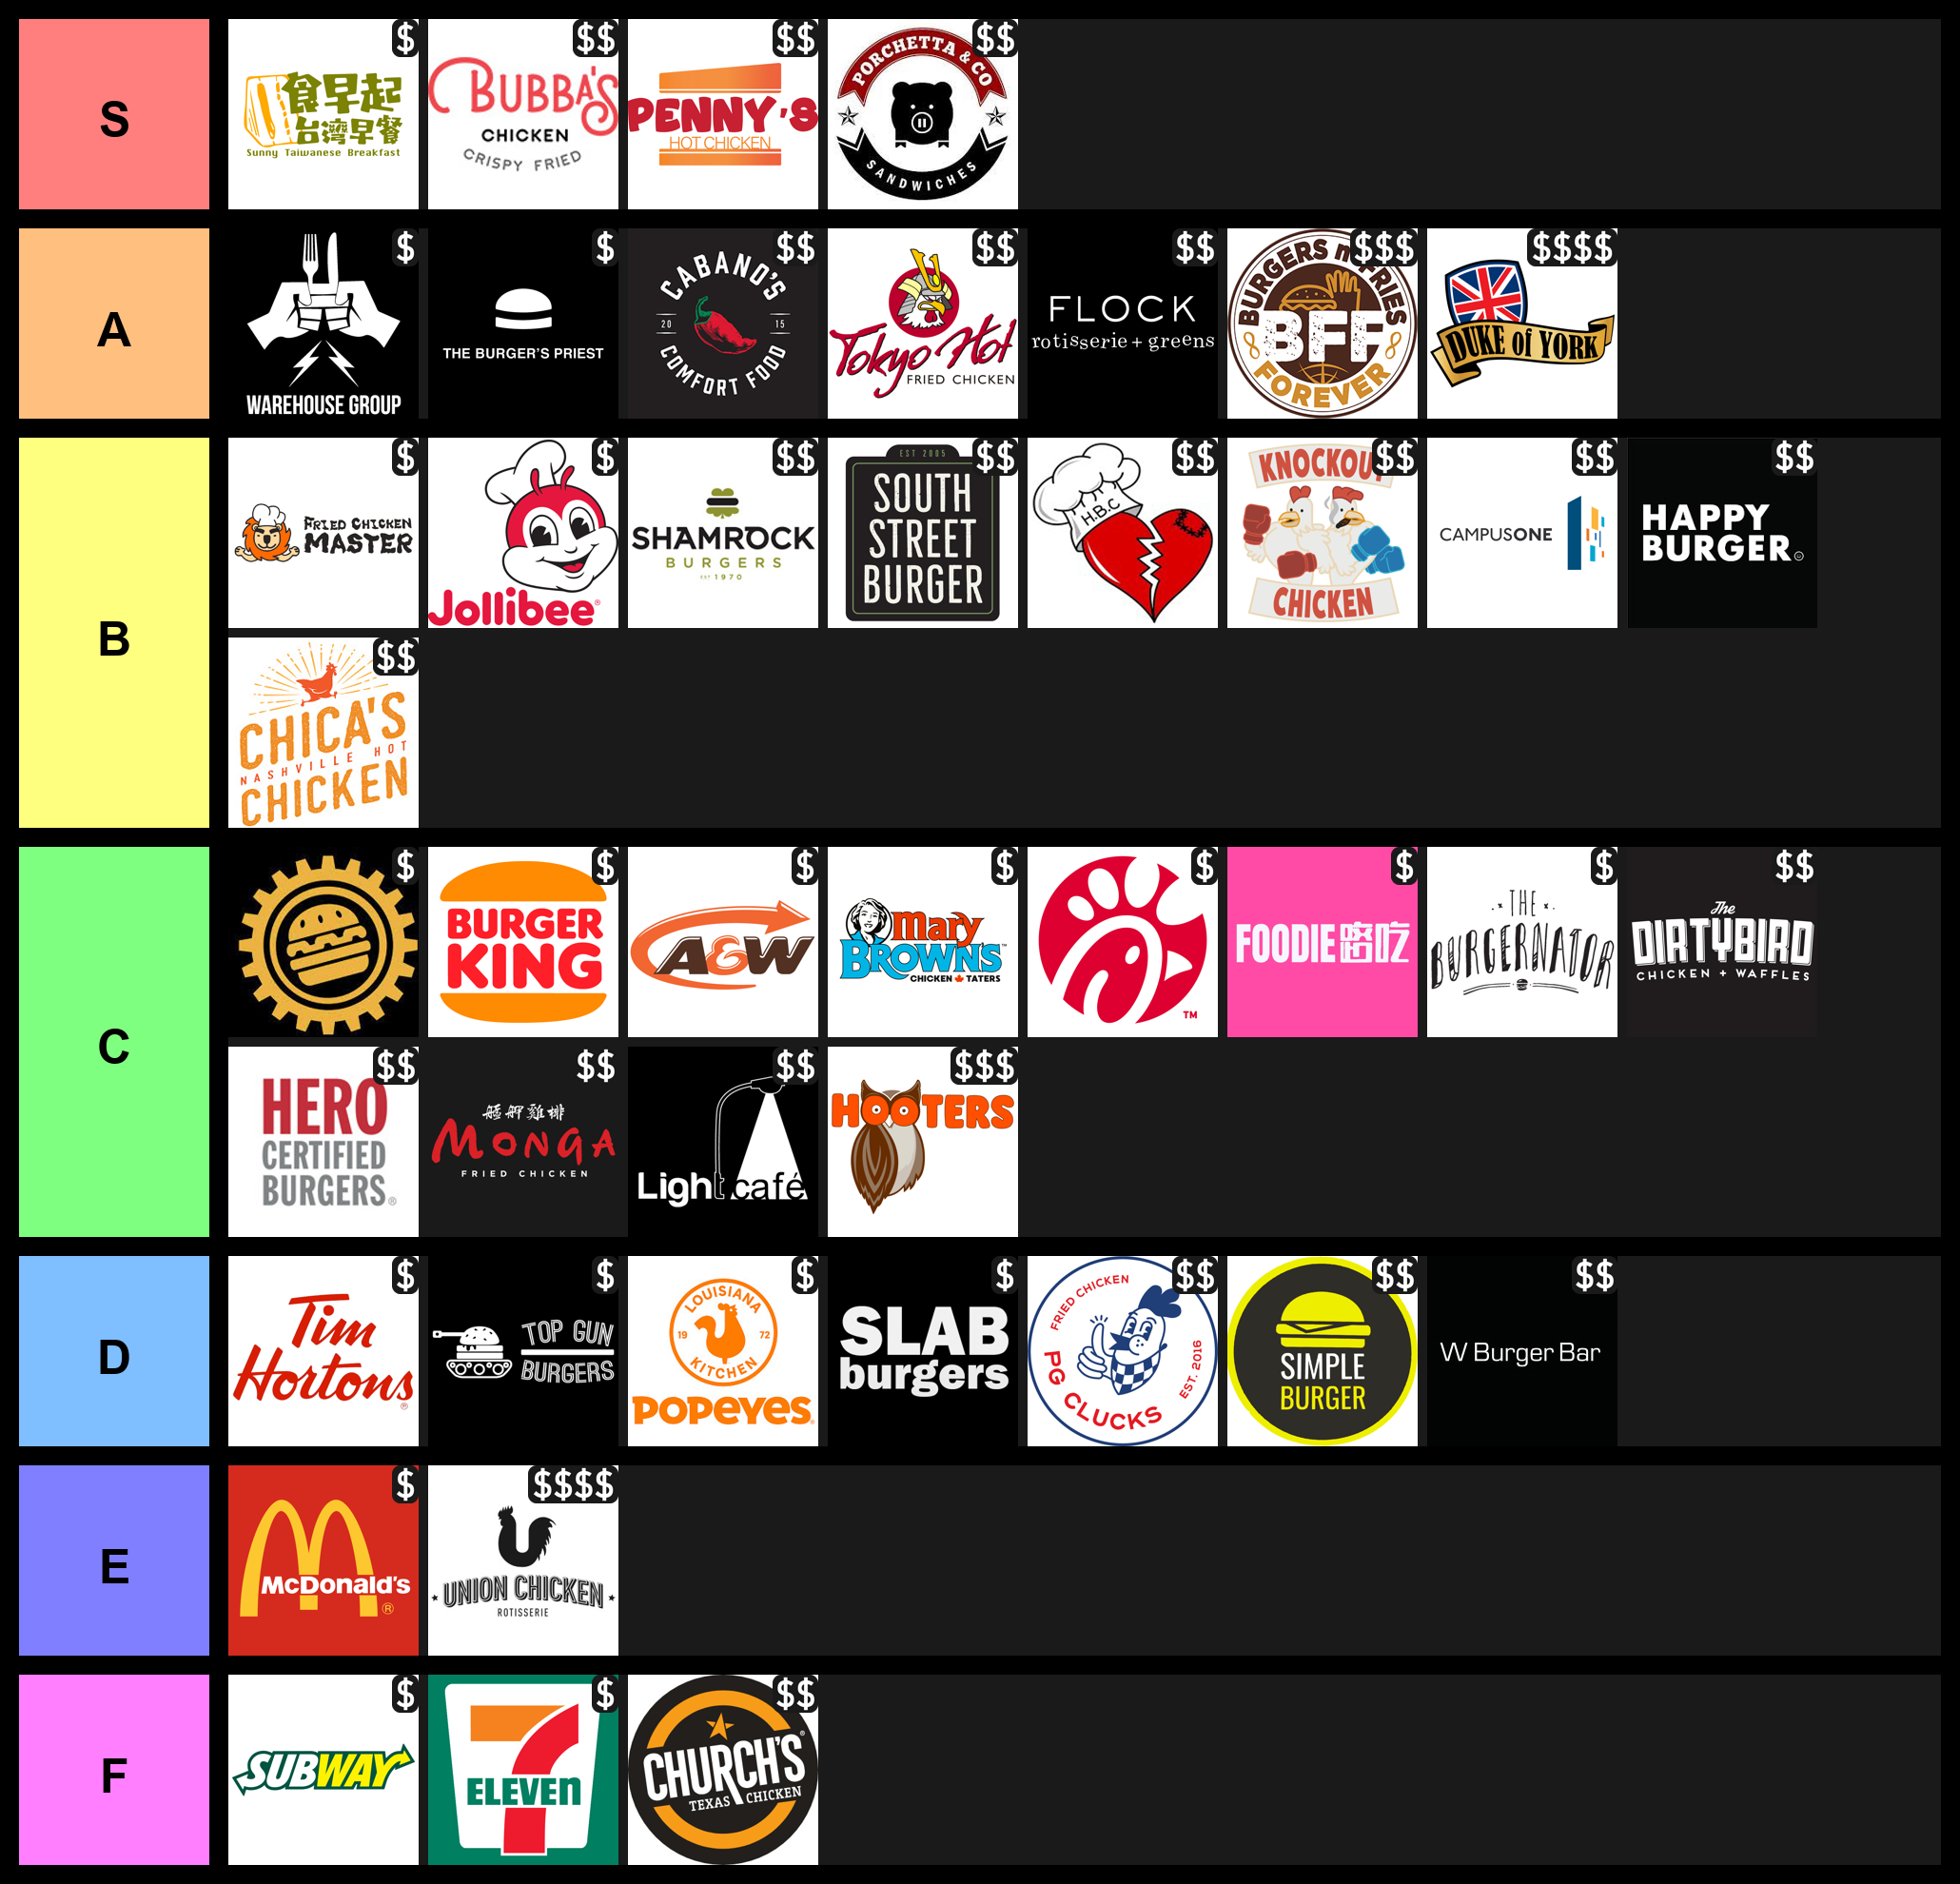 S
$
食早起
台湾早餐
Sunny Taiwanese Breakfast
$$
BUBBA'S
CHICKEN
CRISPY FRIED
$$
PENNY'S
HOT CHICKEN
$$
PORCHETTA & CO
SANDWICHES
A
$
WAREHOUSE GROUP
$
THE BURGER'S PRIEST
$$
CABANO'S
20 15
COMFORT FOOD
$$
Tokyo Hot
FRIED CHICKEN
$$
FLOCK
rotisserie + greens
$$$
BURGERS n' FRIES
BFF
FOREVER
$$$$
DUKE of YORK
B
$
FRIED CHICKEN
MASTER
$
Jollibee®
$$
SHAMROCK
BURGERS
EST 1970
$$
EST 2005
SOUTH
STREET
BURGER
$$
H.B.C
$$
KNOCKOUT
CHICKEN
$$
CAMPUSONE
$$
HAPPY
BURGER
$$
CHICA'S
NASHVILLE HOT
CHICKEN
C
$
$
BURGER
KING
$
A&W
$
mary
BROWN'S™
CHICKEN TATERS
$
TM
$
FOODIE嗒吃
$
THE
BURGERNATOR
$$
The
DIRTYBIRD
CHICKEN + WAFFLES
$$
HERO
CERTIFIED
BURGERS®
$$
艋舺雞排
MONGA
FRIED CHICKEN
$$
Light café
$$$
HOOTERS
D
$
Tim
Hortons®
$
TOP GUN
BURGERS
$
LOUISIANA
19 72
KITCHEN
POPEYES
$
SLAB
burgers
$$
FRIED CHICKEN
PG CLUCKS
EST. 2016
$$
SIMPLE
BURGER
$$
W Burger Bar
E
$
McDonald's
®
$$$$
UNION CHICKEN
ROTISSERIE
F
$
SUBWAY
$
7
ELEVEn
$$
CHURCH'S®
TEXAS CHICKEN